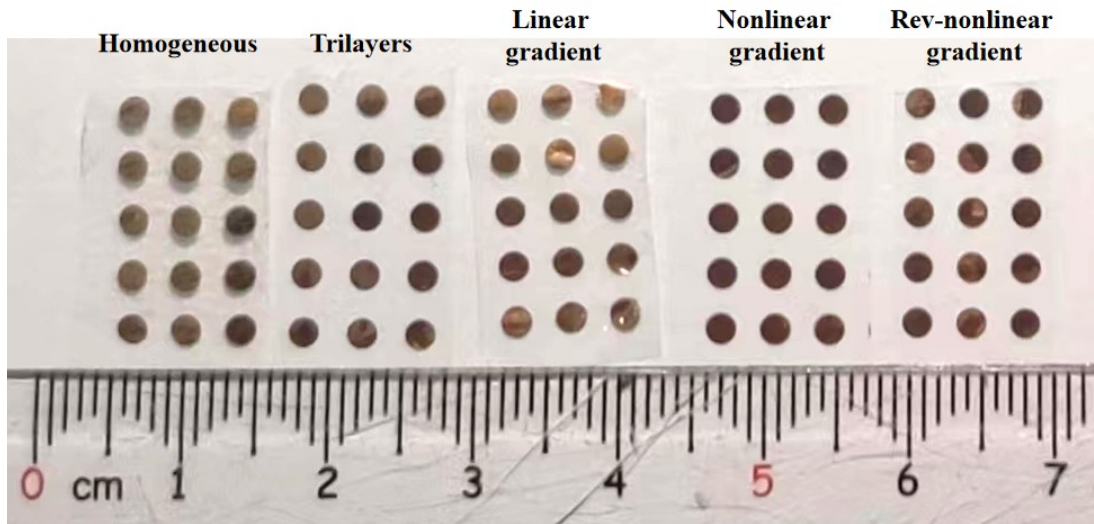 Homogeneous
Trilayers
Linear
gradient
Nonlinear
gradient
Rev-nonlinear
gradient
0 cm 1 2 3 4 5 6 7